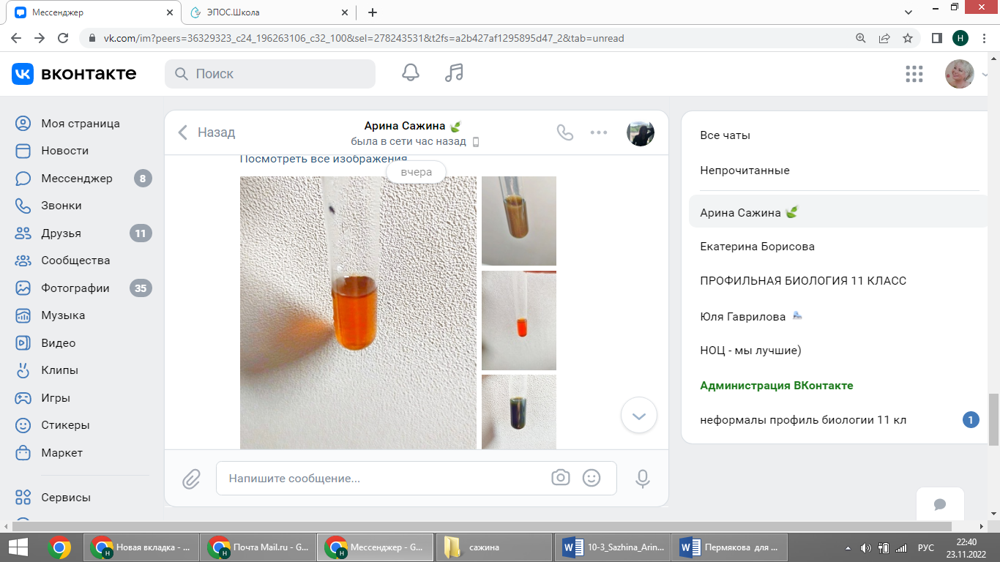 Мессенджер
ЭПОС.Школа
vk.com/im?peers=36329323_c24_196263106_c32_100&sel=278243531&t2fs=a2b427af1295895d47_2&tab=unread
Н
вконтакте
Поиск
Моя страница
Новости
Мессенджер 8
Звонки
Друзья 11
Сообщества
Фотографии 35
Музыка
Видео
Клипы
Игры
Стикеры
Маркет
Сервисы
Назад
Арина Сажина
была в сети час назад
Посмотреть все изображения
вчера
Напишите сообщение...
Все чаты
Непрочитанные
Арина Сажина
Екатерина Борисова
ПРОФИЛЬНАЯ БИОЛОГИЯ 11 КЛАСС
Юля Гаврилова
НОЦ - мы лучшие)
Администрация ВКонтакте
неформалы профиль биологии 11 кл 1
Новая вкладка - ...
Почта Mail.ru - G...
Мессенджер - G...
сажина
10-3_Sazhina_Arin...
Пермякова для ...
РУС
22:40
23.11.2022